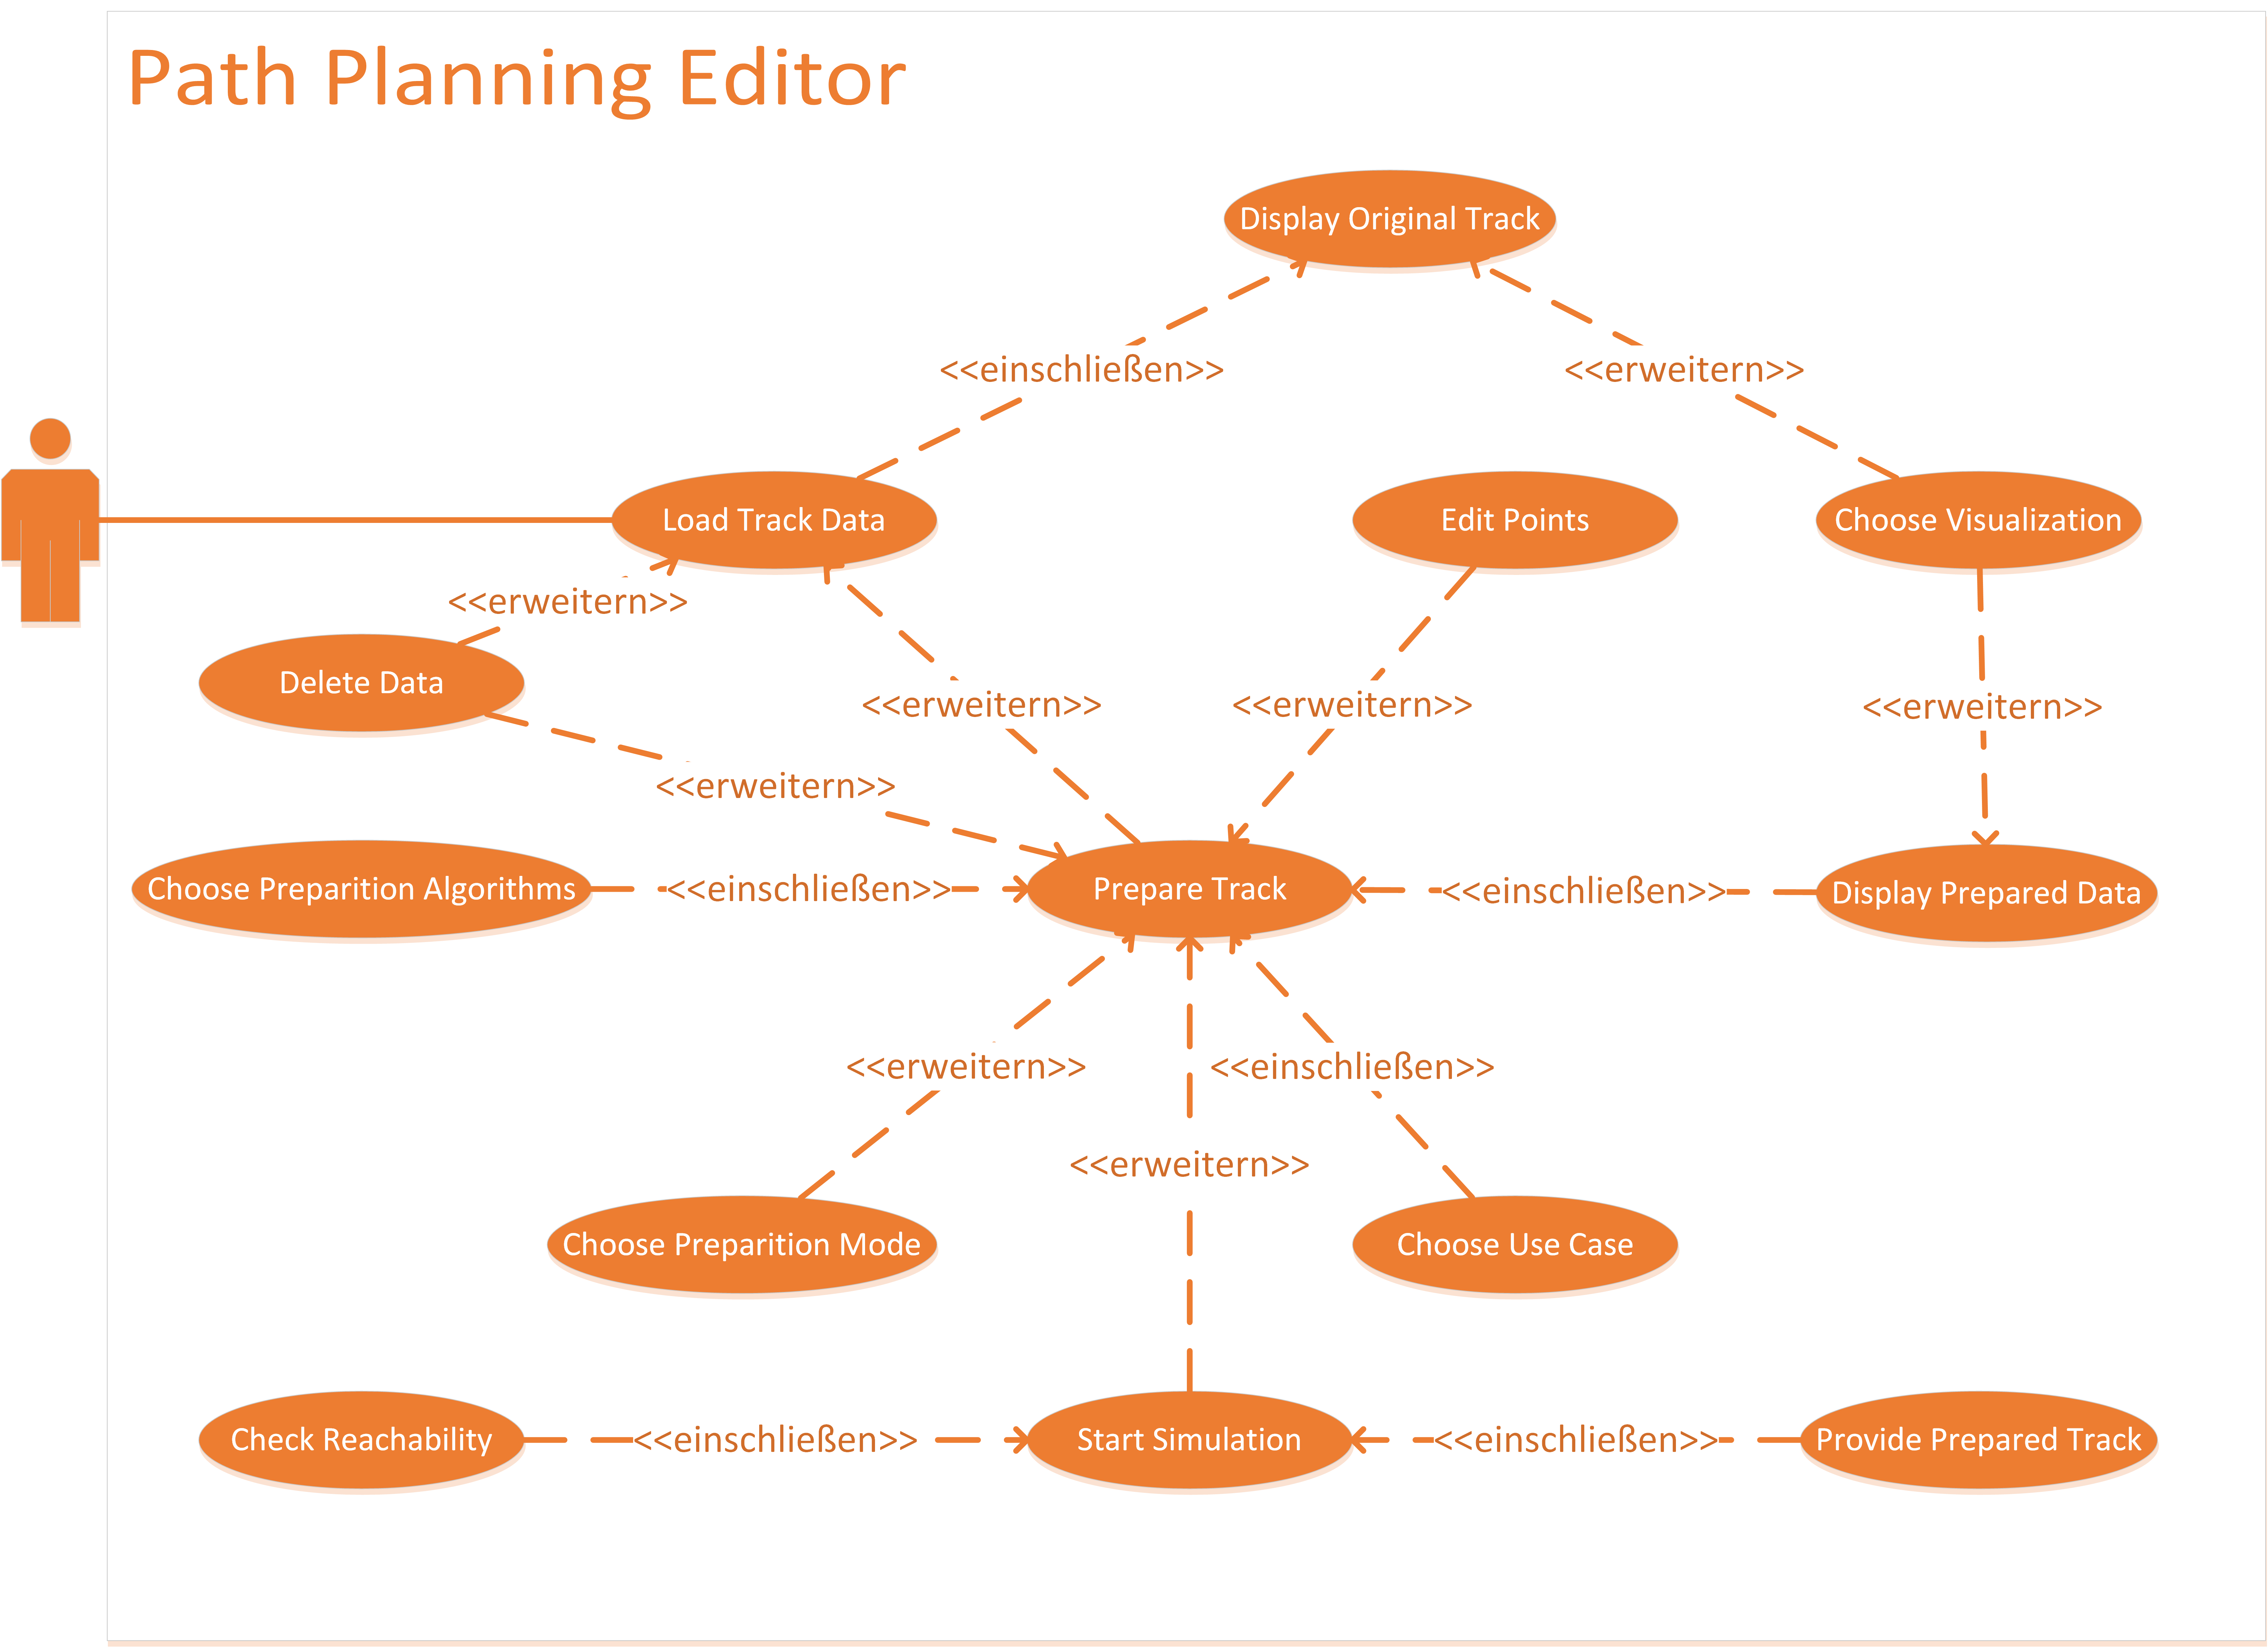 Path Planning Editor
Display Original Track
<<einschließen>>
<<erweitern>>
Load Track Data
Edit Points
Choose Visualization
<<erweitern>>
Delete Data
<<erweitern>>
<<erweitern>>
<<erweitern>>
<<erweitern>>
Choose Preparition Algorithms
<<einschließen>>
Prepare Track
<<einschließen>>
Display Prepared Data
<<erweitern>>
<<einschließen>>
<<erweitern>>
Choose Preparition Mode
Choose Use Case
Check Reachability
<<einschließen>>
Start Simulation
<<einschließen>>
Provide Prepared Track